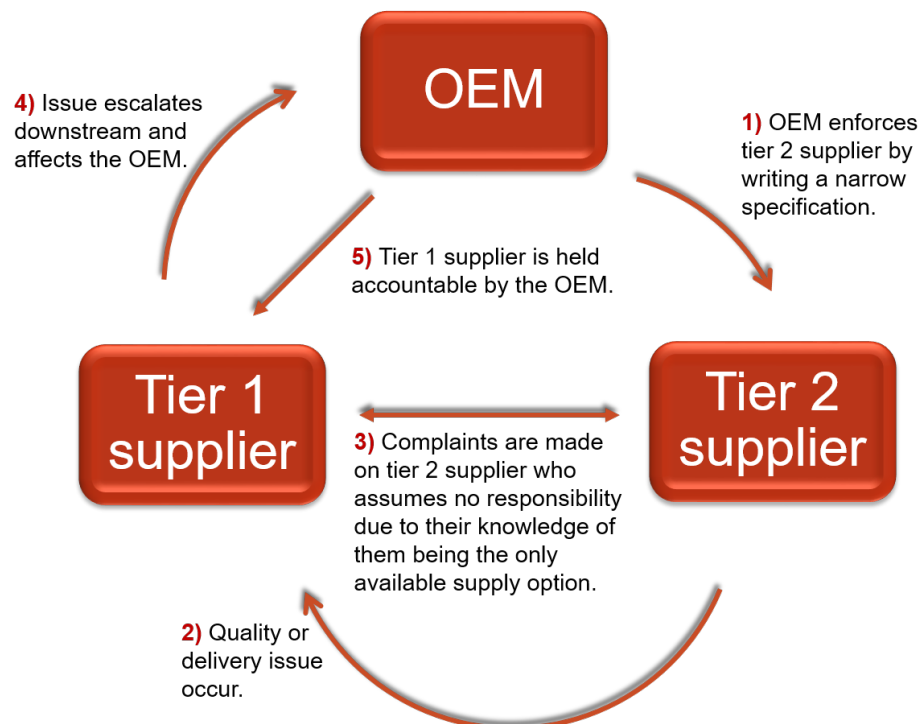 OEM
4) Issue escalates
downstream and
affects the OEM.
1) OEM enforces
tier 2 supplier by
writing a narrow
specification.
5) Tier 1 supplier is held
accountable by the OEM.
Tier 1
supplier
Tier 2
supplier
3) Complaints are made
on tier 2 supplier who
assumes no responsibility
due to their knowledge of
them being the only
available supply option.
2) Quality or
delivery issue
occur.